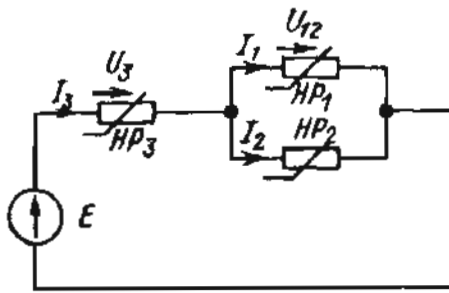 U₁₂
I₁
U₃
I₃
HP₁
HP₃
HP₂
I₂
E